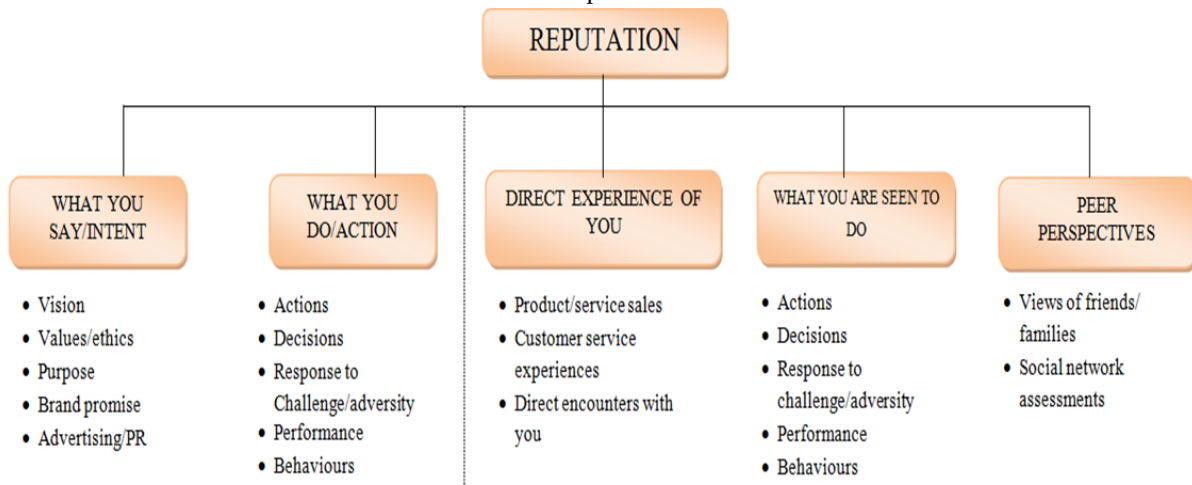 REPUTATION
WHAT YOU
SAY/INTENT
• Vision
• Values/ethics
• Purpose
• Brand promise
• Advertising/PR
WHAT YOU
DO/ACTION
• Actions
• Decisions
• Response to
Challenge/adversity
• Performance
• Behaviours
DIRECT EXPERIENCE OF
YOU
• Product/service sales
• Customer service
experiences
• Direct encounters with
you
WHAT YOU ARE SEEN TO
DO
• Actions
• Decisions
• Response to
challenge/adversity
• Performance
• Behaviours
PEER
PERSPECTIVES
• Views of friends/
families
• Social network
assessments